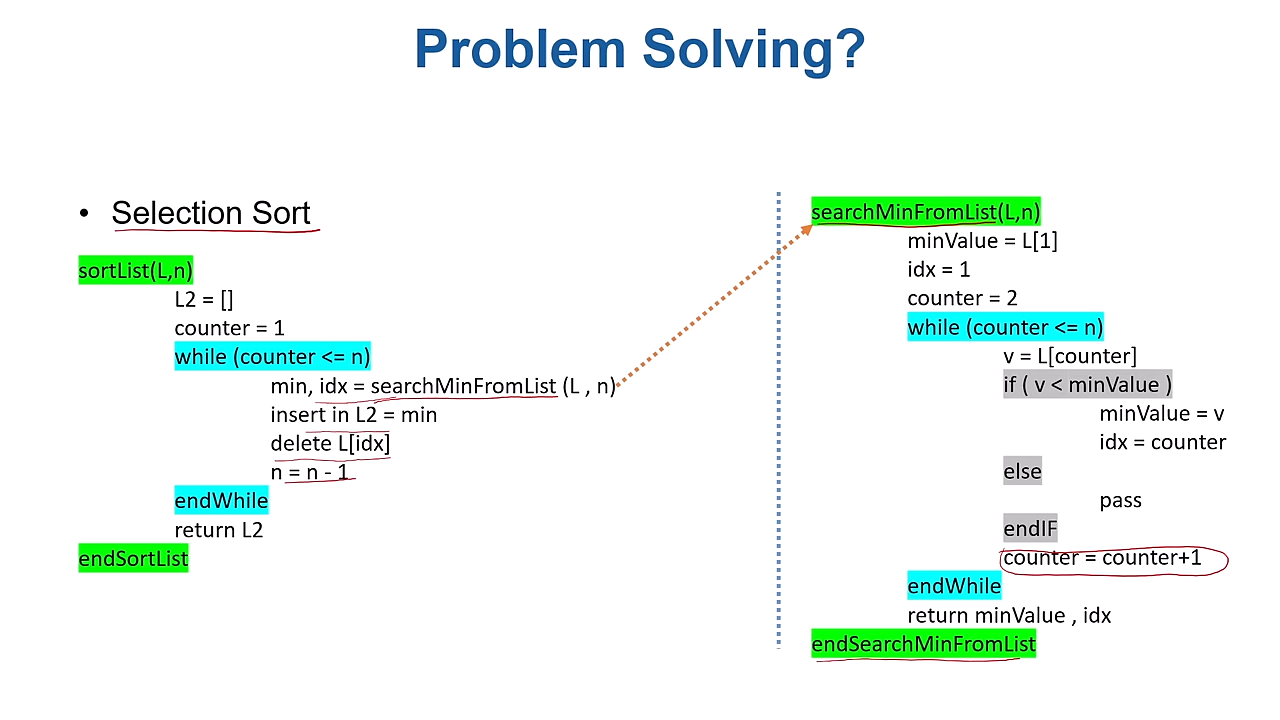 Problem Solving?
• Selection Sort
sortList(L,n)
L2 = []
counter = 1
while (counter <= n)
min, idx = searchMinFromList (L , n)
insert in L2 = min
delete L[idx]
n = n - 1
endWhile
return L2
endSortList
searchMinFromList(L,n)
minValue = L[1]
idx = 1
counter = 2
while (counter <= n)
v = L[counter]
if ( v < minValue )
minValue = v
idx = counter
else
pass
endIF
counter = counter+1
endWhile
return minValue , idx
endSearchMinFromList